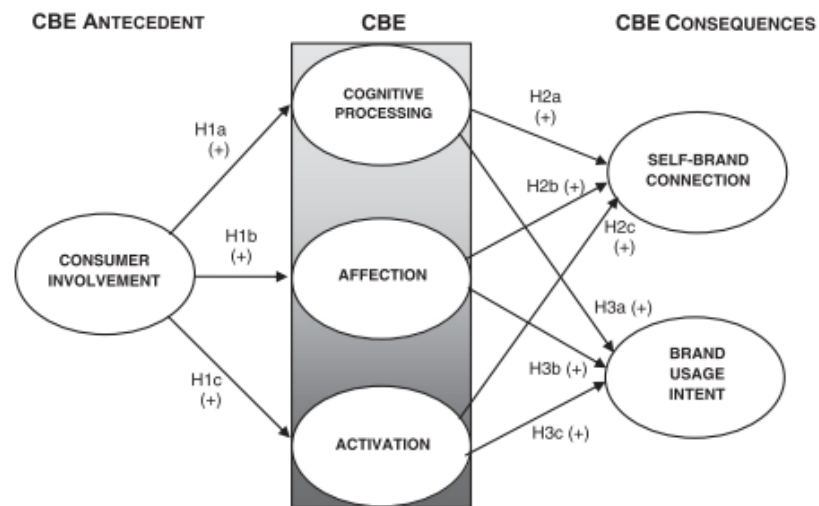 CBE ANTECEDENT
CBE
CBE CONSEQUENCES
COGNITIVE
PROCESSING
H1a
(+)
H2a
(+)
SELF-BRAND
CONNECTION
H2b (+)
H1b
(+)
H2c
(+)
CONSUMER
INVOLVEMENT
AFFECTION
H3a (+)
BRAND
USAGE
INTENT
H3b (+)
H1c
(+)
H3c (+)
ACTIVATION